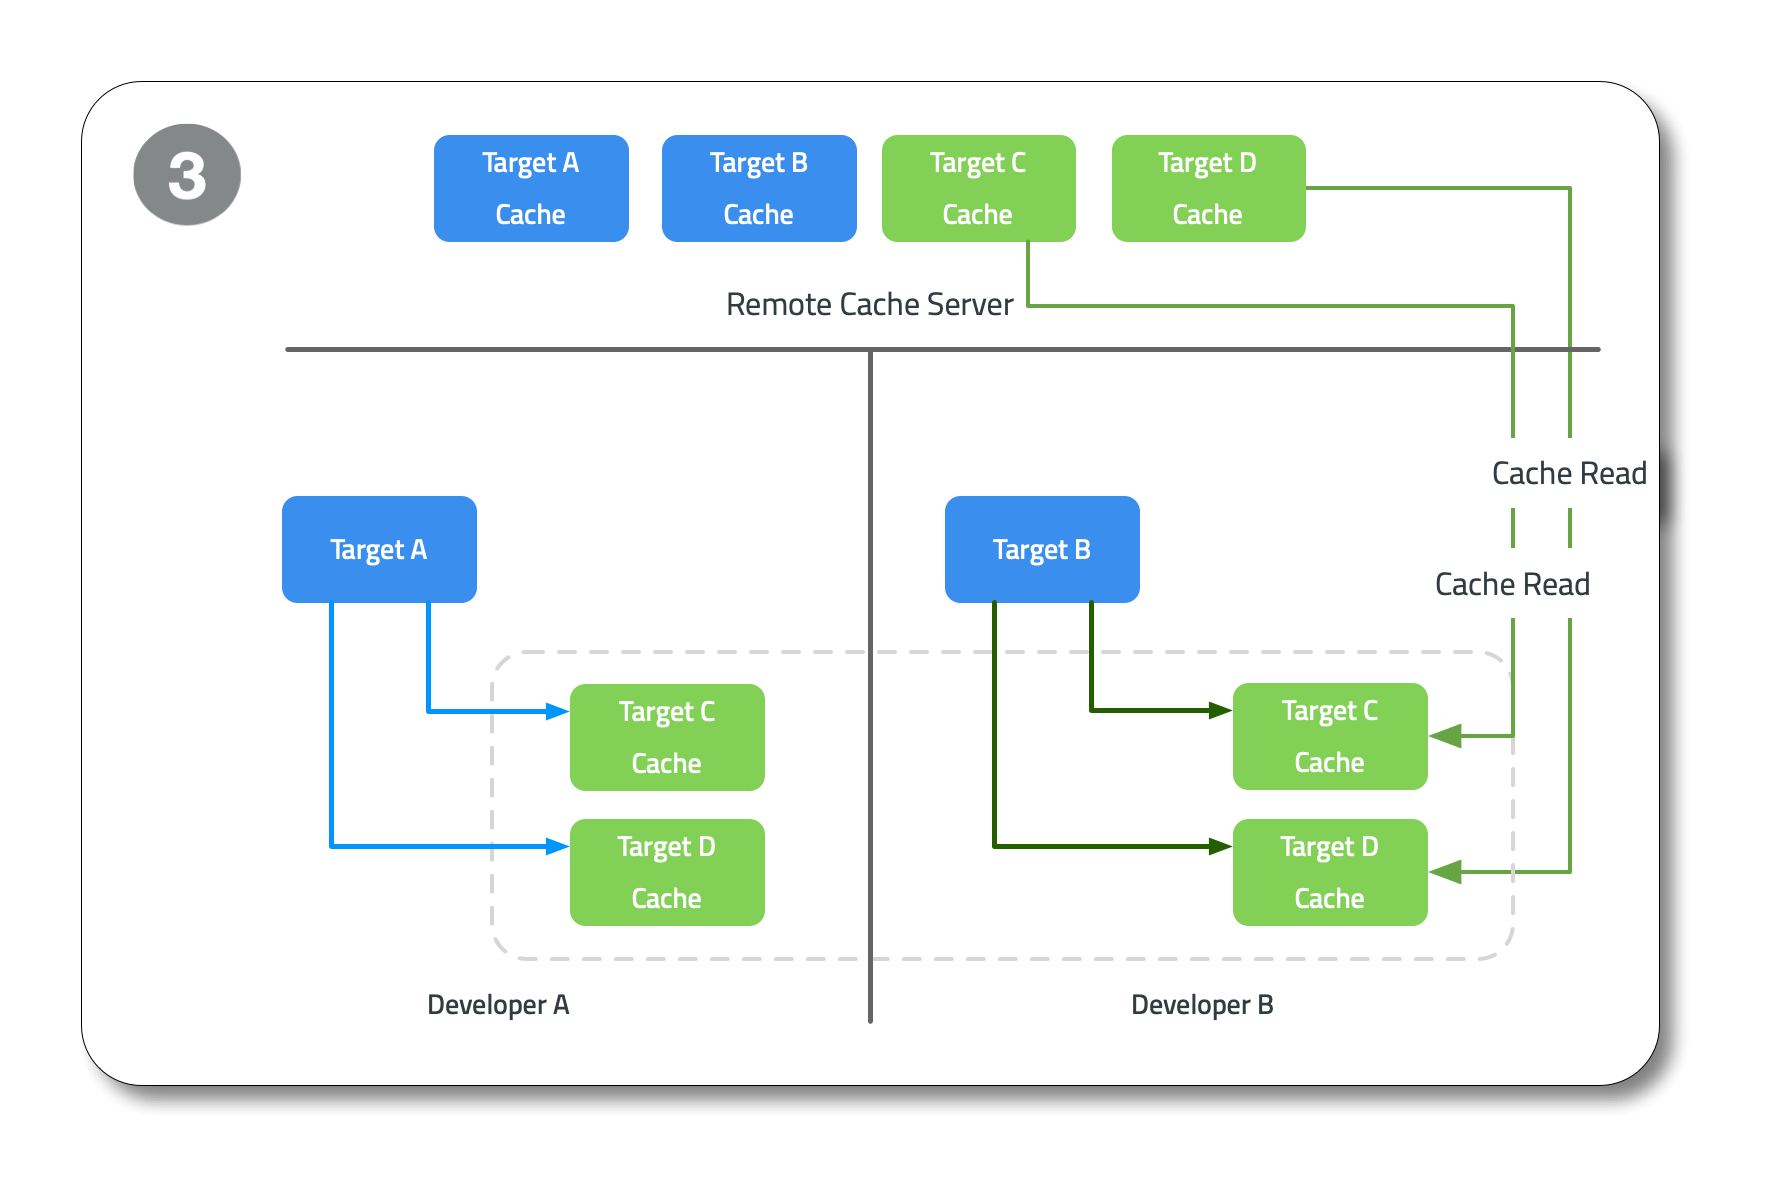 3
Target A
Cache
Target B
Cache
Target C
Cache
Target D
Cache
Remote Cache Server
Cache Read
Cache Read
Target A
Target C
Cache
Target D
Cache
Developer A
Target B
Target C
Cache
Target D
Cache
Developer B